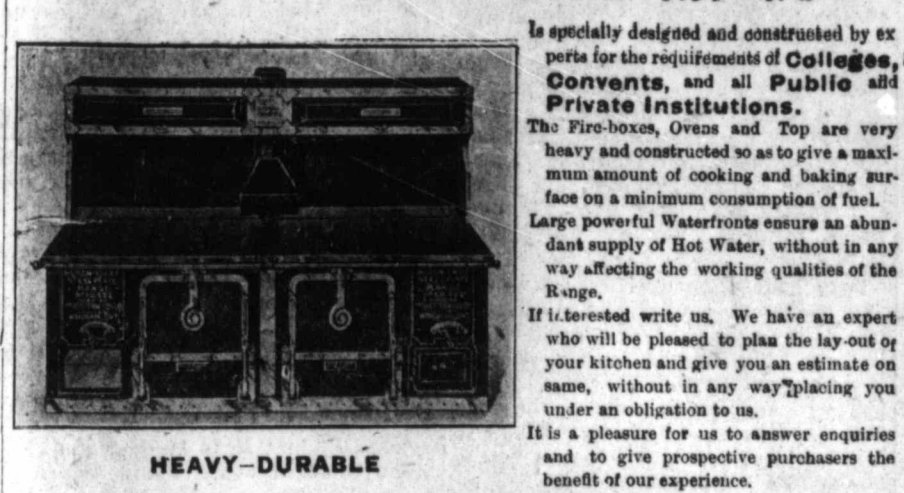 Is specially designed and constructed by ex
perts for the requirements of Colleges,
Convents, and all Public and
Private Institutions.
The Fire-boxes, Ovens and Top are very
heavy and constructed so as to give a maxi-
mum amount of cooking and baking sur-
face on a minimum consumption of fuel.
Large powerful Waterfronts ensure an abun-
dant supply of Hot Water, without in any
way affecting the working qualities of the
Range.
If interested write us. We have an expert
who will be pleased to plan the lay-out of
your kitchen and give you an estimate on
same, without in any way placing you
under an obligation to us.
It is a pleasure for us to answer enquiries
and to give prospective purchasers the
benefit of our experience.
HEAVY–DURABLE